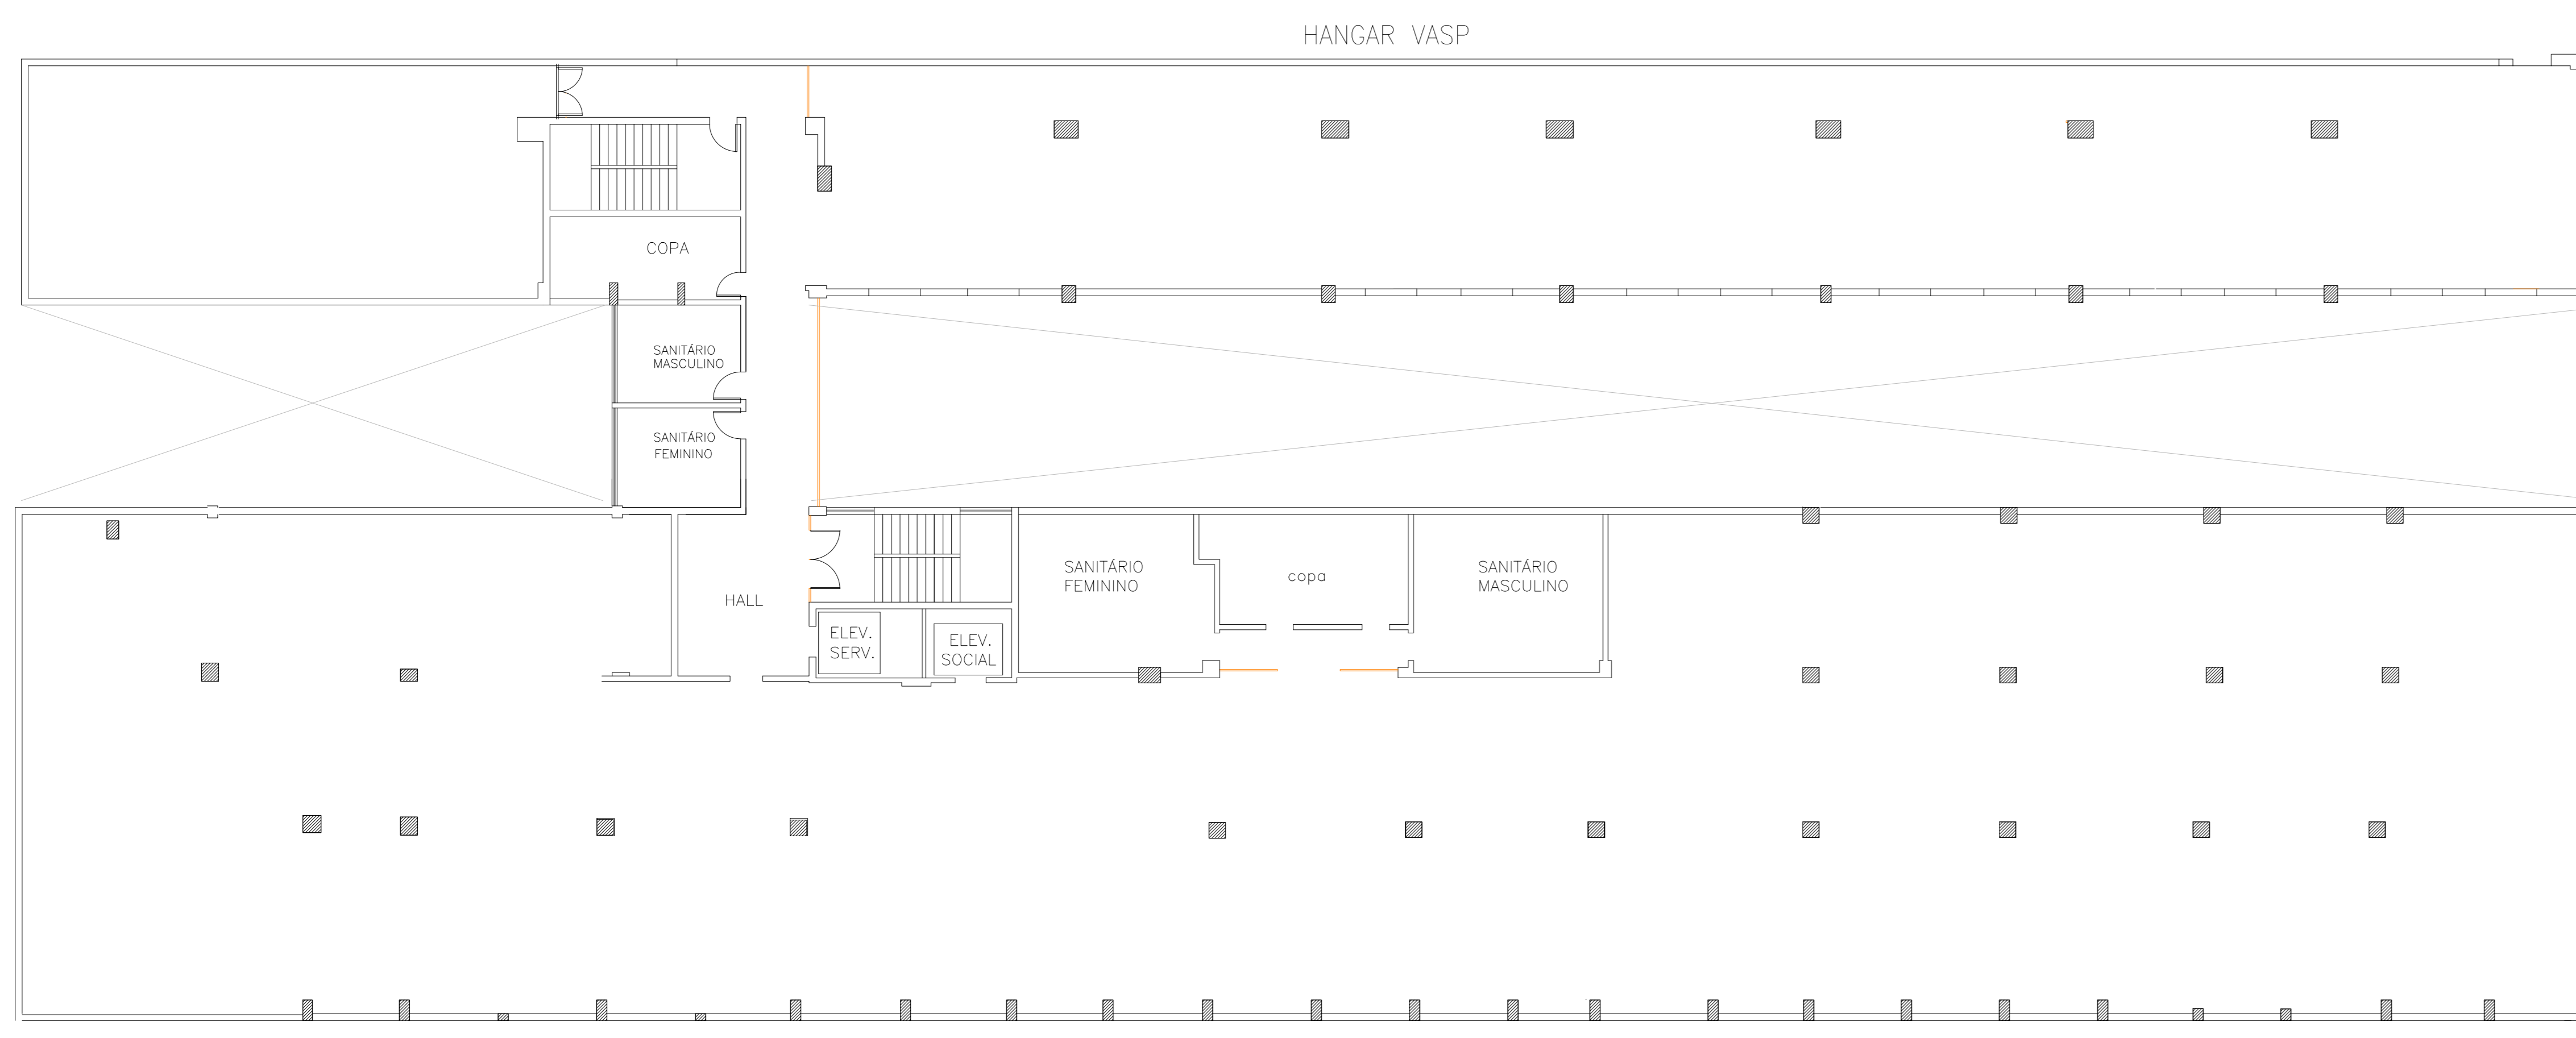 HANGAR VASP
COPA
SANITÁRIO
MASCULINO
SANITÁRIO
FEMININO
HALL
ELEV.
SERV.
ELEV.
SOCIAL
SANITÁRIO
FEMININO
copa
SANITÁRIO
MASCULINO